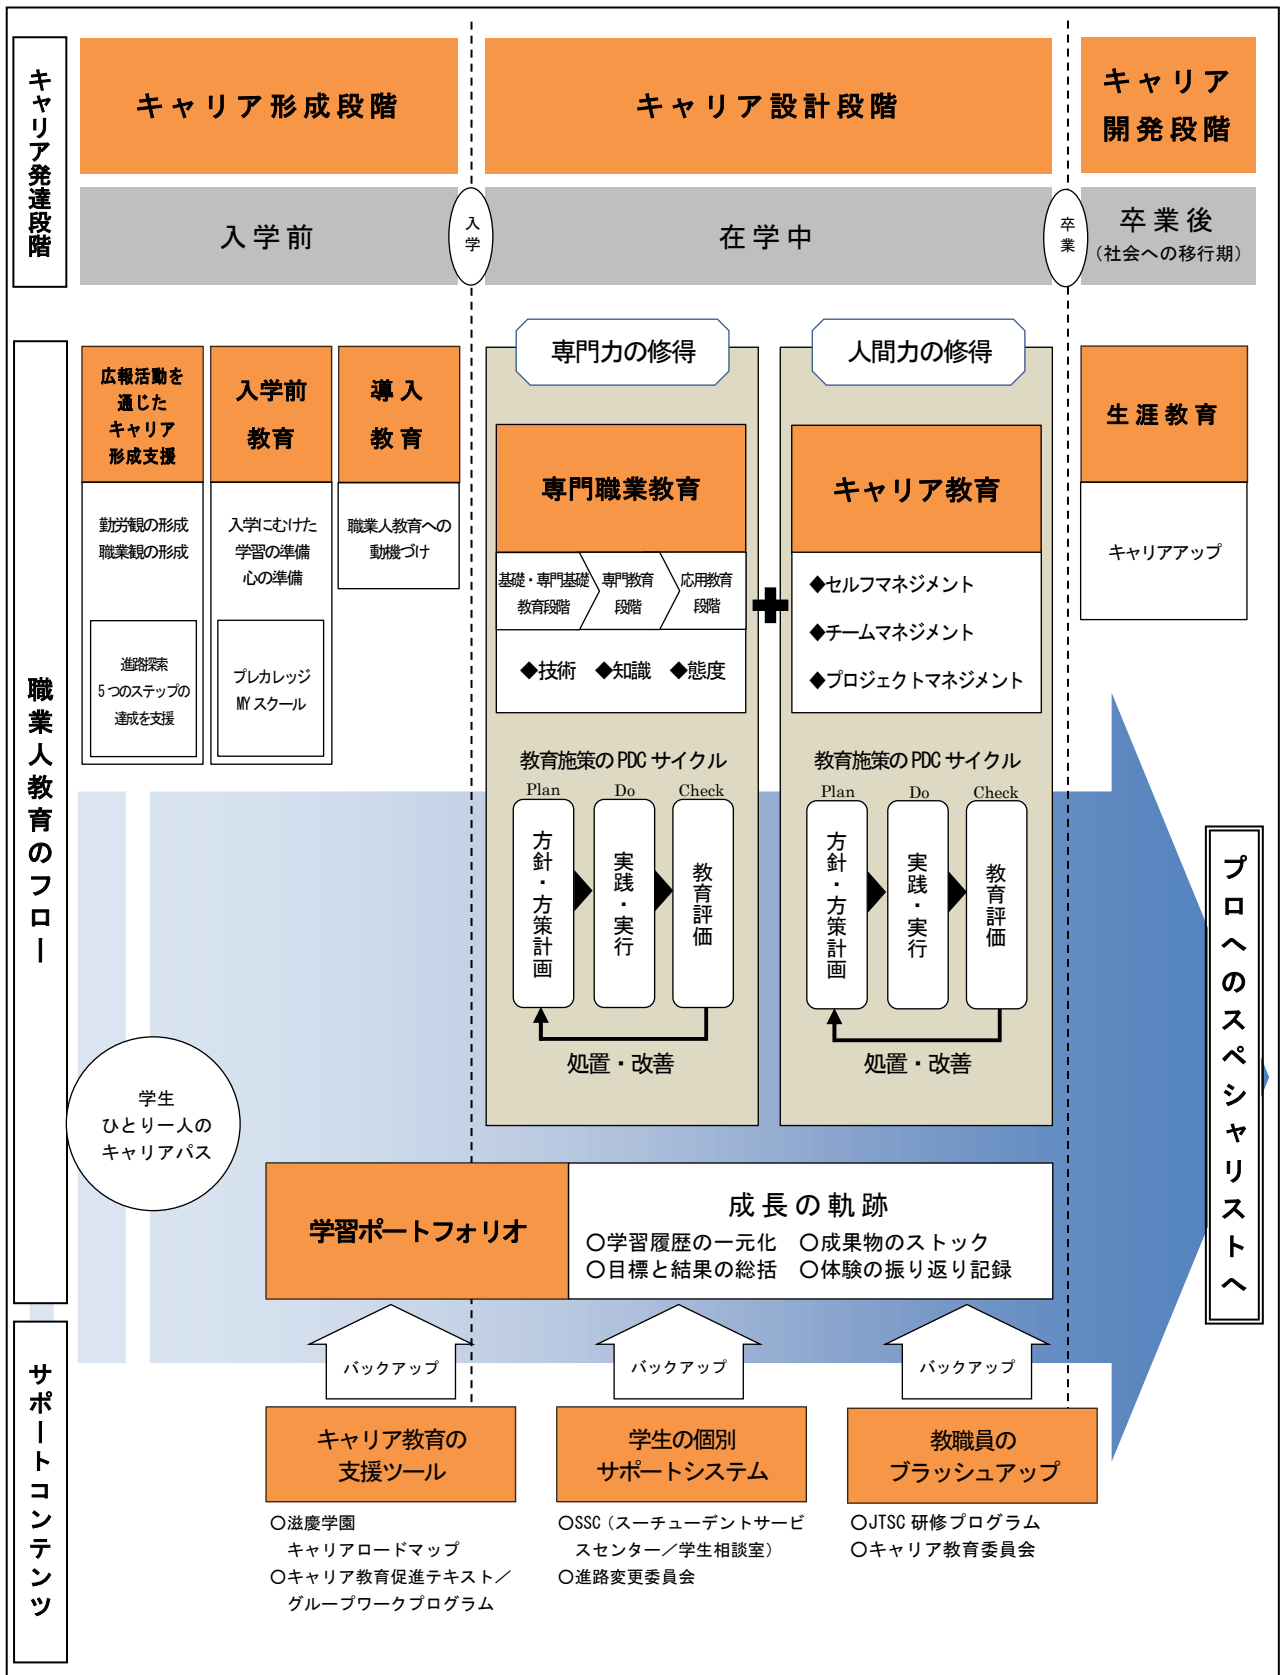 キャリア発達段階
キャリア形成段階
キャリア設計段階
キャリア
開発段階
入学前
入学
在学中
卒業
卒業後
(社会への移行期)
職業人教育のフロー
広報活動を
通じた
キャリア
形成支援
勤労観の形成
職業観の形成
進路探索
5つのステップの
達成を支援
入学前
教育
入学にむけた
学習の準備
心の準備
プレカレッジ
MYスクール
導入
教育
職業人教育への
動機づけ
専門力の修得
専門職業教育
基礎・専門基礎
教育段階
専門教育
段階
応用教育
段階
◆技術 ◆知識 ◆態度
教育施策のPDCサイクル
Plan Do Check
方針・方策計画
実践・実行
教育評価
処置・改善
人間力の修得
キャリア教育
◆セルフマネジメント
◆チームマネジメント
◆プロジェクトマネジメント
教育施策のPDCサイクル
Plan Do Check
方針・方策計画
実践・実行
教育評価
処置・改善
生涯教育
キャリアアップ
プロへのスペシャリストへ
学生
ひとり一人の
キャリアパス
学習ポートフォリオ
成長の軌跡
○学習履歴の一元化 ○成果物のストック
○目標と結果の総括 ○体験の振り返り記録
サポートコンテンツ
バックアップ
バックアップ
バックアップ
キャリア教育の
支援ツール
○滋慶学園
キャリアロードマップ
○キャリア教育促進テキスト/
グループワークプログラム
学生の個別
サポートシステム
○SSC(スーチューデントサービ
スセンター/学生相談室)
○進路変更委員会
教職員の
ブラッシュアップ
○JTSC研修プログラム
○キャリア教育委員会